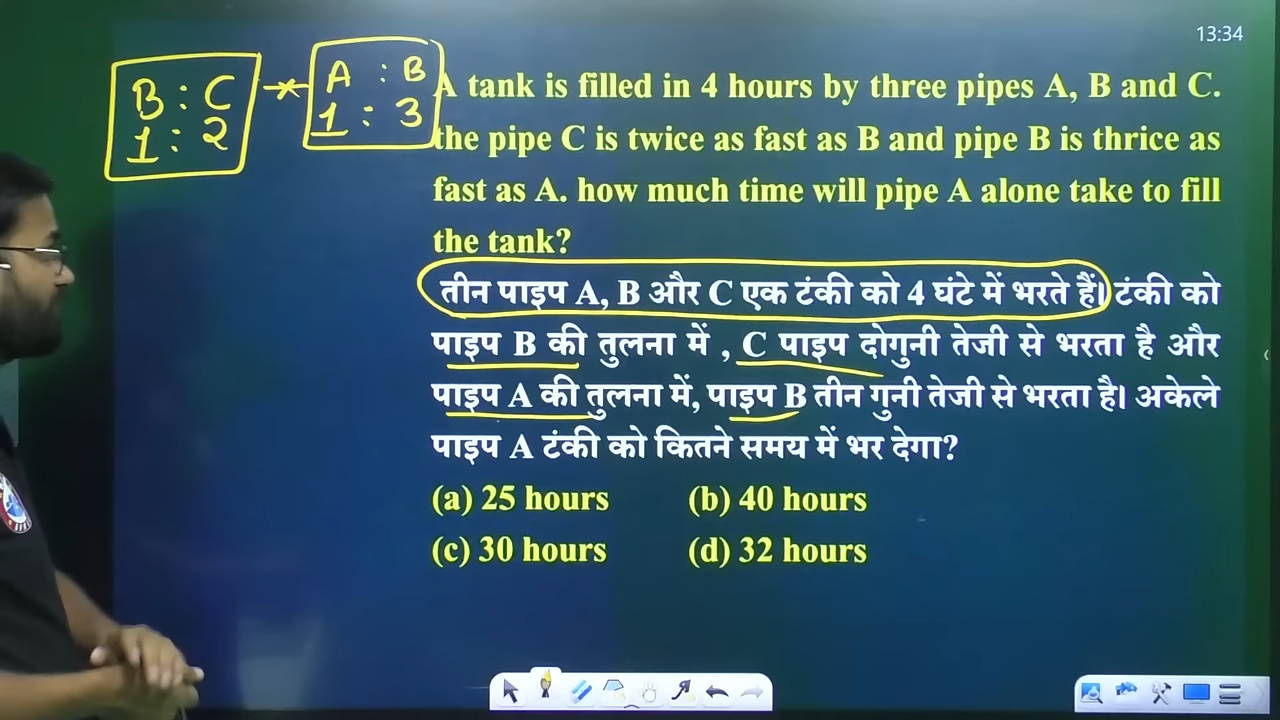 13:34
B : C
1 : 2
A : B
1 : 3
A tank is filled in 4 hours by three pipes A, B and C.
the pipe C is twice as fast as B and pipe B is thrice as
fast as A. how much time will pipe A alone take to fill
the tank?
तीन पाइप A, B और C एक टंकी को 4 घंटे में भरते हैं। टंकी को
पाइप B की तुलना में , C पाइप दोगुनी तेजी से भरता है और
पाइप A की तुलना में, पाइप B तीन गुनी तेजी से भरता है। अकेले
पाइप A टंकी को कितने समय में भर देगा?
(a) 25 hours (b) 40 hours
(c) 30 hours (d) 32 hours